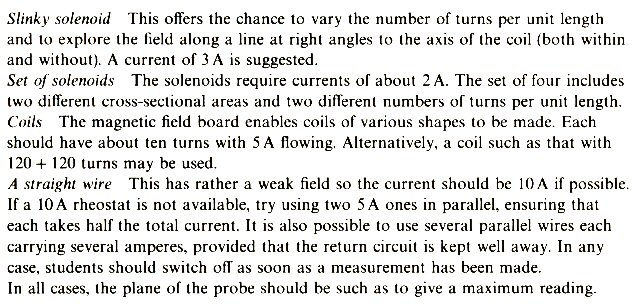 Slinky solenoid This offers the chance to vary the number of turns per unit length
and to explore the field along a line at right angles to the axis of the coil (both within
and without). A current of 3 A is suggested.
Set of solenoids The solenoids require currents of about 2 A. The set of four includes
two different cross-sectional areas and two different numbers of turns per unit length.
Coils The magnetic field board enables coils of various shapes to be made. Each
should have about ten turns with 5 A flowing. Alternatively, a coil such as that with
120 + 120 turns may be used.
A straight wire This has rather a weak field so the current should be 10 A if possible.
If a 10 A rheostat is not available, try using two 5 A ones in parallel, ensuring that
each takes half the total current. It is also possible to use several parallel wires each
carrying several amperes, provided that the return circuit is kept well away. In any
case, students should switch off as soon as a measurement has been made.
In all cases, the plane of the probe should be such as to give a maximum reading.